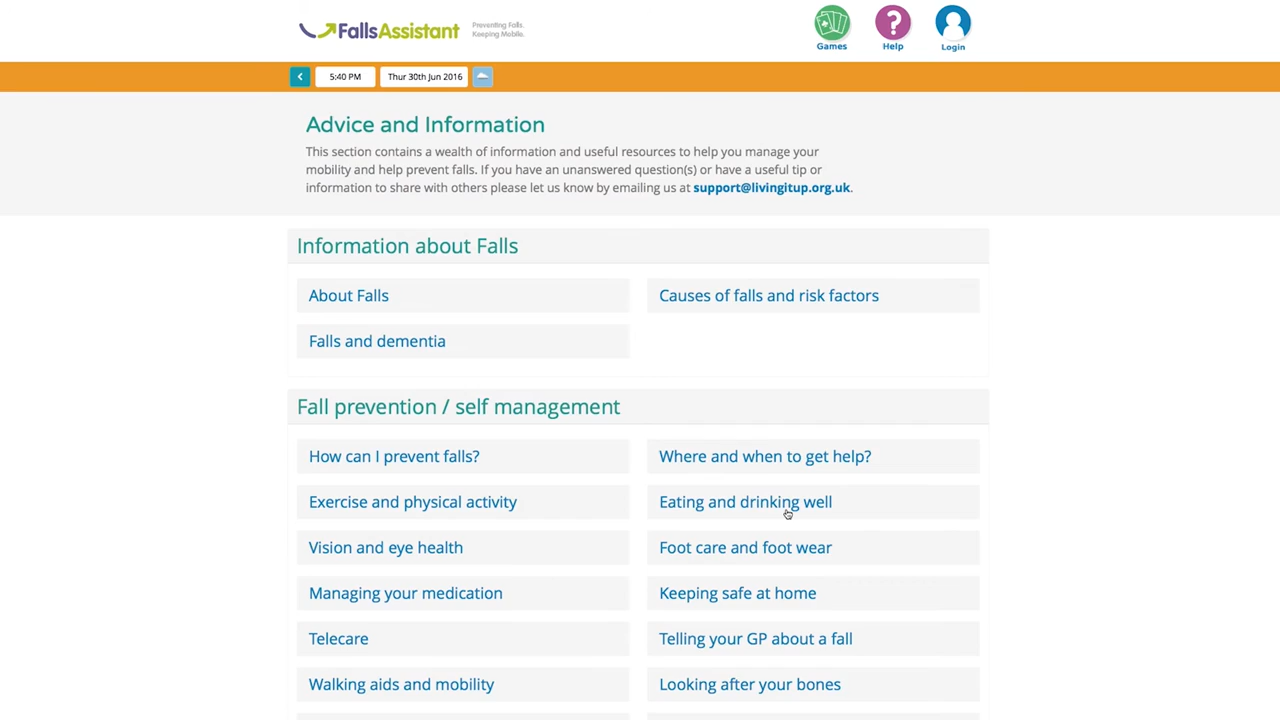 FallsAssistant
Preventing Falls.
Keeping Mobile.
Games
Help
Login
5:40 PM
Thur 30th Jun 2016
Advice and Information
This section contains a wealth of information and useful resources to help you manage your
mobility and help prevent falls. If you have an unanswered question(s) or have a useful tip or
information to share with others please let us know by emailing us at support@livingitup.org.uk.
Information about Falls
About Falls
Causes of falls and risk factors
Falls and dementia
Fall prevention / self management
How can I prevent falls?
Where and when to get help?
Exercise and physical activity
Eating and drinking well
Vision and eye health
Foot care and foot wear
Managing your medication
Keeping safe at home
Telecare
Telling your GP about a fall
Walking aids and mobility
Looking after your bones